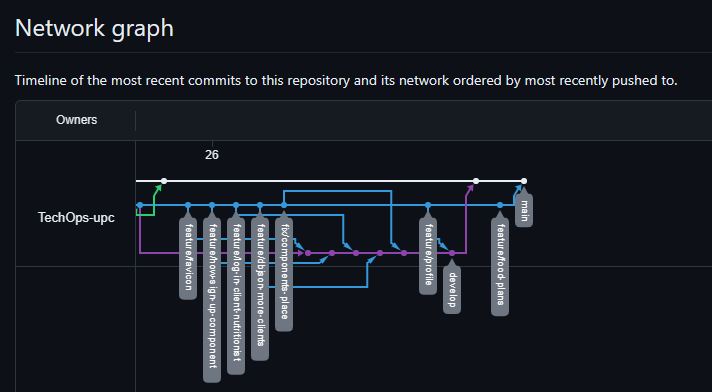 Network graph
Timeline of the most recent commits to this repository and its network ordered by most recently pushed to.
Owners
26
TechOps-upc
main
feature/favicon
feature/how-sign-up-component
feature/log-in-client-nutritionist
feature/dbjson-more-clients
fix/components-place
feature/profile
develop
feature/food-plans